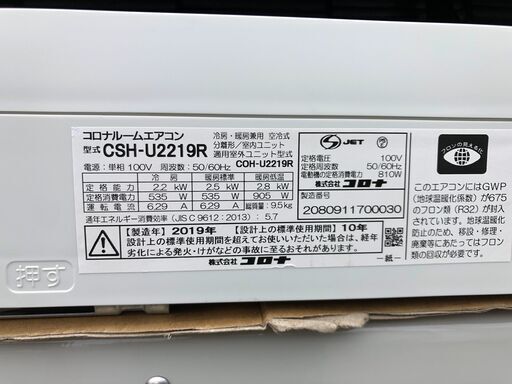 コロナルームエアコン 冷房・暖房兼用 空冷式
分離形／室内ユニット
型式 CSH-U2219R 適用室外ユニット型式
COH-U2219R
電源：単相 100V 周波数：50/60Hz
冷房 暖房標準 暖房低温
定格能力 2.2 kW 2.5 kW 2.8 kW
定格消費電力 535 W 535 W 905 W
運転電流 6.29 A 6.29 A 総質量 9.5kg
通年エネルギー消費効率（JIS C 9612：2013）：5.7
【製造年】2019年 【設計上の標準使用期間】10年
設計上の標準使用期間を超えてお使いいただいた場合は、経年
劣化による発火・けがなどの事故に至るおそれがあります。
株式会社 コロナ
S JET
定格電圧 100V
定格周波数 50/60Hz
電動機の定格消費電力 810W
株式会社 コロナ
製造番号
2080911700030
一紙一
フロンの見える化
このエアコンにはGWP
（地球温暖化係数）が675
のフロン類（R32）が封入
されています。地球温暖化
防止のため、移設・修理・
廃棄等にあたってはフロン
類の回収が必要です。
押す